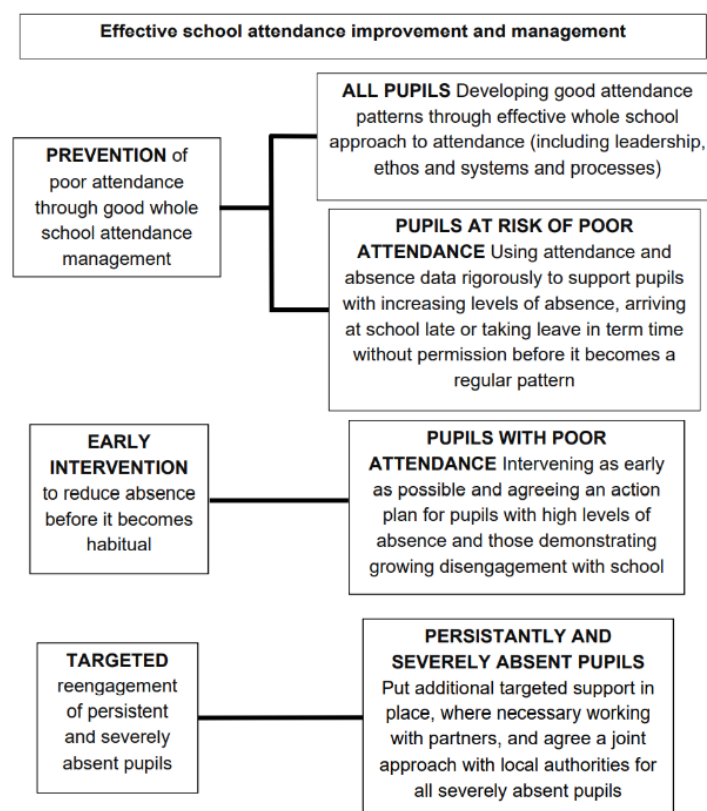 Effective school attendance improvement and management
PREVENTION of
poor attendance
through good whole
school attendance
management
ALL PUPILS Developing good attendance
patterns through effective whole school
approach to attendance (including leadership,
ethos and systems and processes)
PUPILS AT RISK OF POOR
ATTENDANCE Using attendance and
absence data rigorously to support pupils
with increasing levels of absence, arriving
at school late or taking leave in term time
without permission before it becomes a
regular pattern
EARLY
INTERVENTION
to reduce absence
before it becomes
habitual
PUPILS WITH POOR
ATTENDANCE Intervening as early
as possible and agreeing an action
plan for pupils with high levels of
absence and those demonstrating
growing disengagement with school
TARGETED
reengagement
of persistent
and severely
absent pupils
PERSISTANTLY AND
SEVERELY ABSENT PUPILS
Put additional targeted support in
place, where necessary working
with partners, and agree a joint
approach with local authorities for
all severely absent pupils